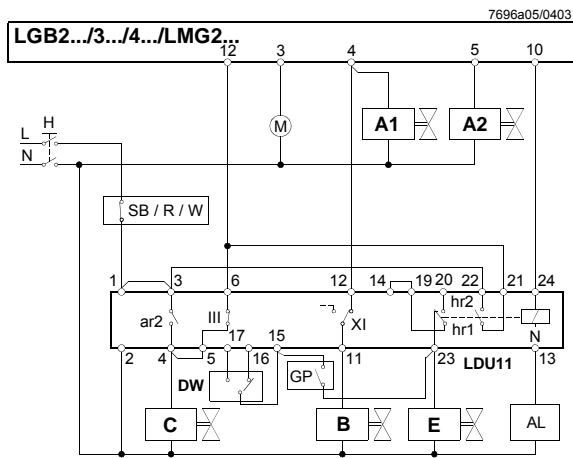 7696a05/0403
LGB2.../3.../4.../LMG2...
12 3 4 5 10
M A1 A2
L H
N
SB / R / W
1 3 6 12 14 19 20 22 21 24
ar2 III XI hr2 hr1 N
2 4 5 17 16 15 11 23 LDU11 13
DW GP
C B E AL